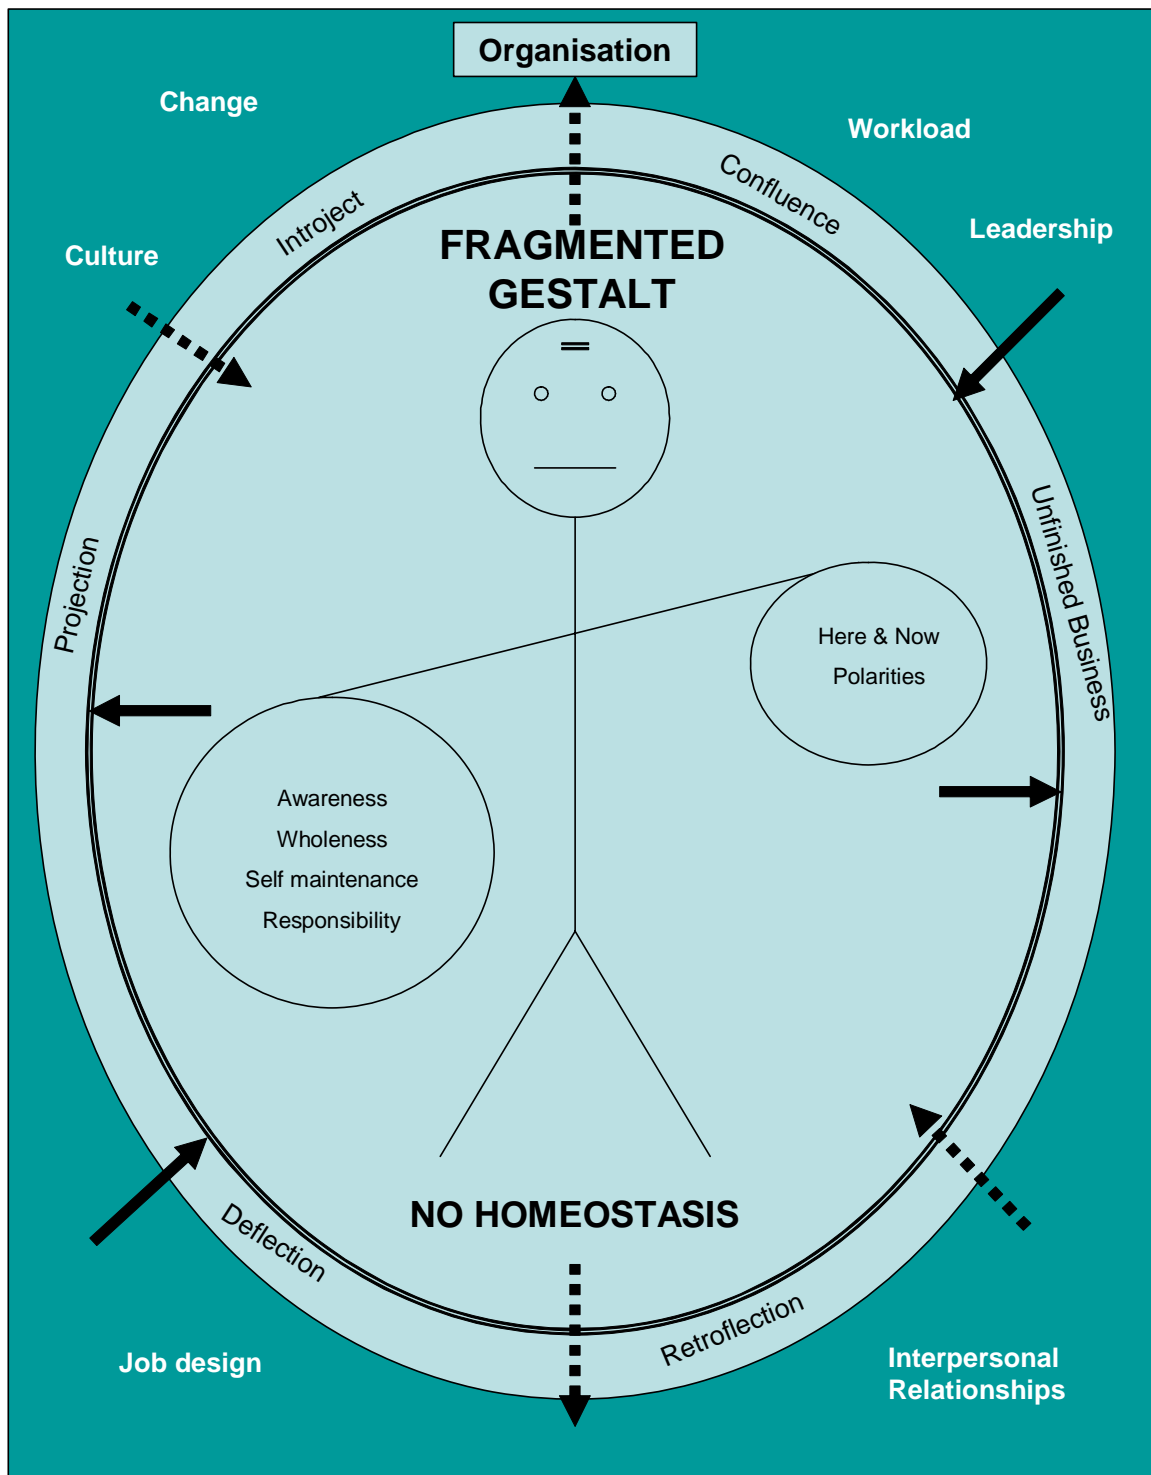 Organisation
Change
Workload
Confluence
Introject
Leadership
Culture
FRAGMENTED
GESTALT
=
Unfinished Business
Projection
Here & Now
Polarities
Awareness
Wholeness
Self maintenance
Responsibility
NO HOMEOSTASIS
Deflection
Retroflection
Job design
Interpersonal
Relationships